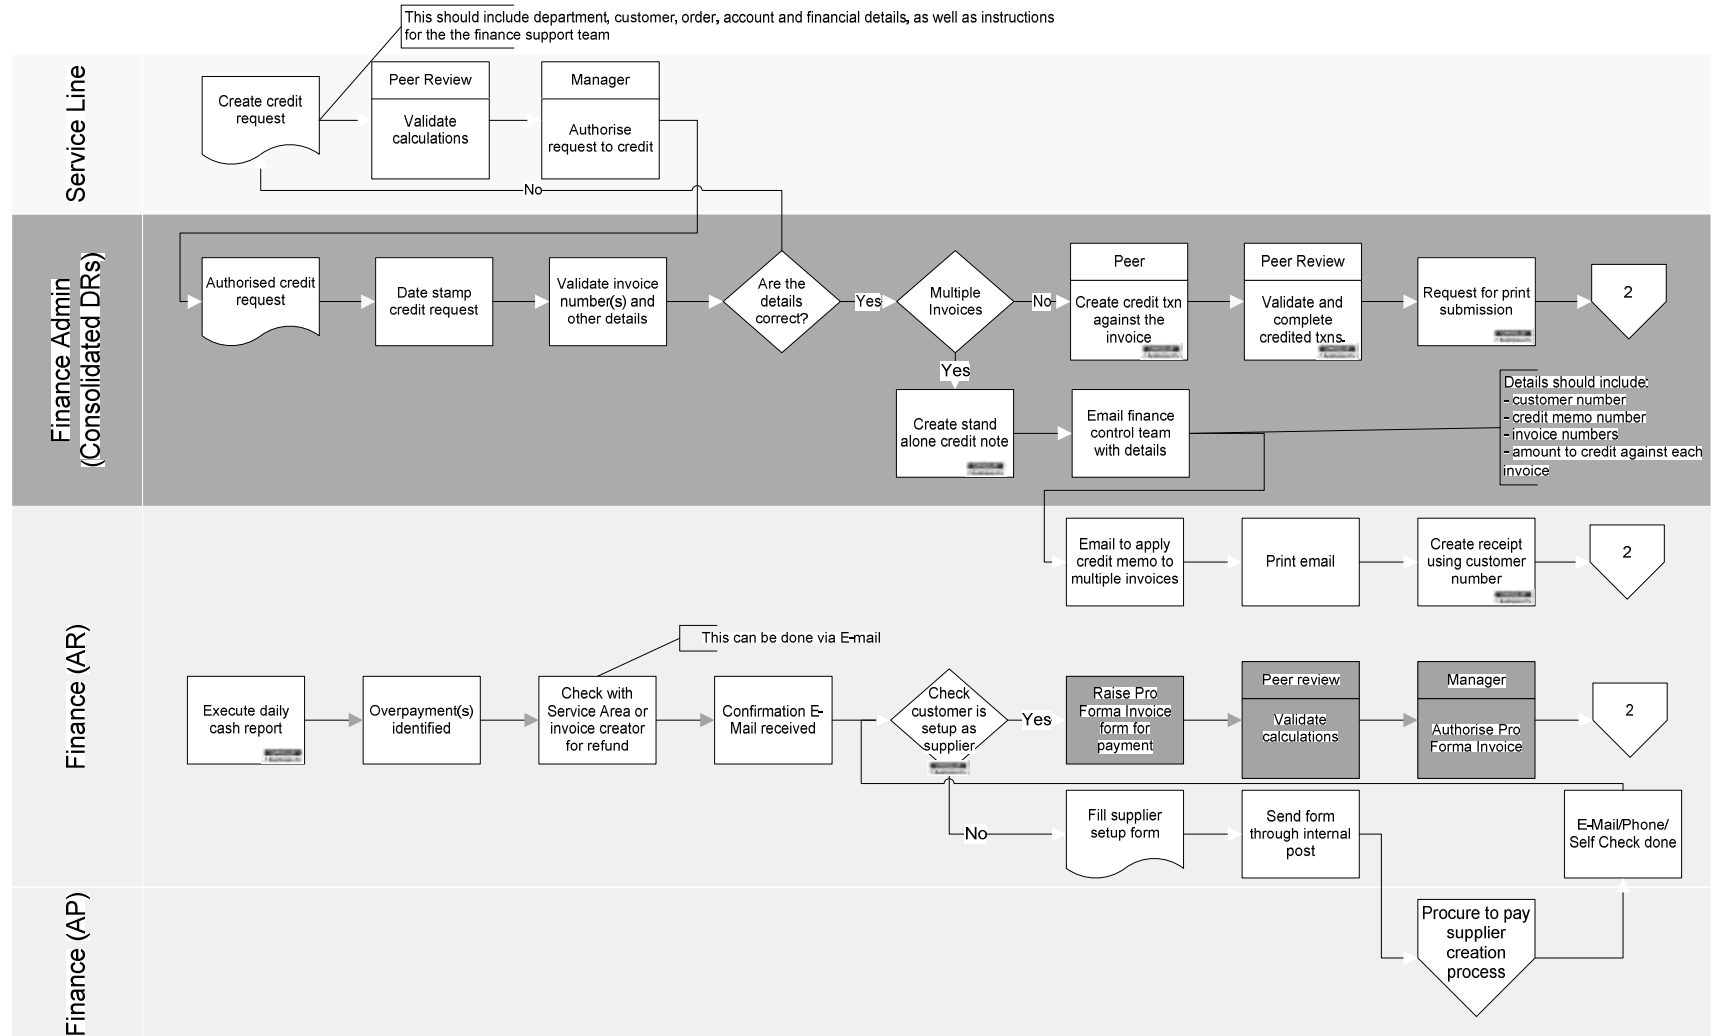 This should include department, customer, order, account and financial details, as well as instructions
for the the finance support team
Service Line
Create credit
request
Peer Review
Validate
calculations
Manager
Authorise
request to credit
No
Finance Admin
(Consolidated DRs)
Authorised credit
request
Date stamp
credit request
Validate invoice
number(s) and
other details
Are the
details
correct?
Yes
Multiple
Invoices
No
Peer
Create credit txn
against the
invoice
Peer Review
Validate and
complete
credited txns.
Request for print
submission
2
Yes
Create stand
alone credit note
Email finance
control team
with details
Details should include:
- customer number
- credit memo number
- invoice numbers
- amount to credit against each
invoice
Finance (AR)
Email to apply
credit memo to
multiple invoices
Print email
Create receipt
using customer
number
2
This can be done via E-mail
Execute daily
cash report
Overpayment(s)
identified
Check with
Service Area or
invoice creator
for refund
Confirmation E-
Mail received
Check
customer is
setup as
supplier
Yes
Raise Pro
Forma Invoice
form for
payment
Peer review
Validate
calculations
Manager
Authorise Pro
Forma Invoice
2
No
Fill supplier
setup form
Send form
through internal
post
E-Mail/Phone/
Self Check done
Finance (AP)
Procure to pay
supplier
creation
process